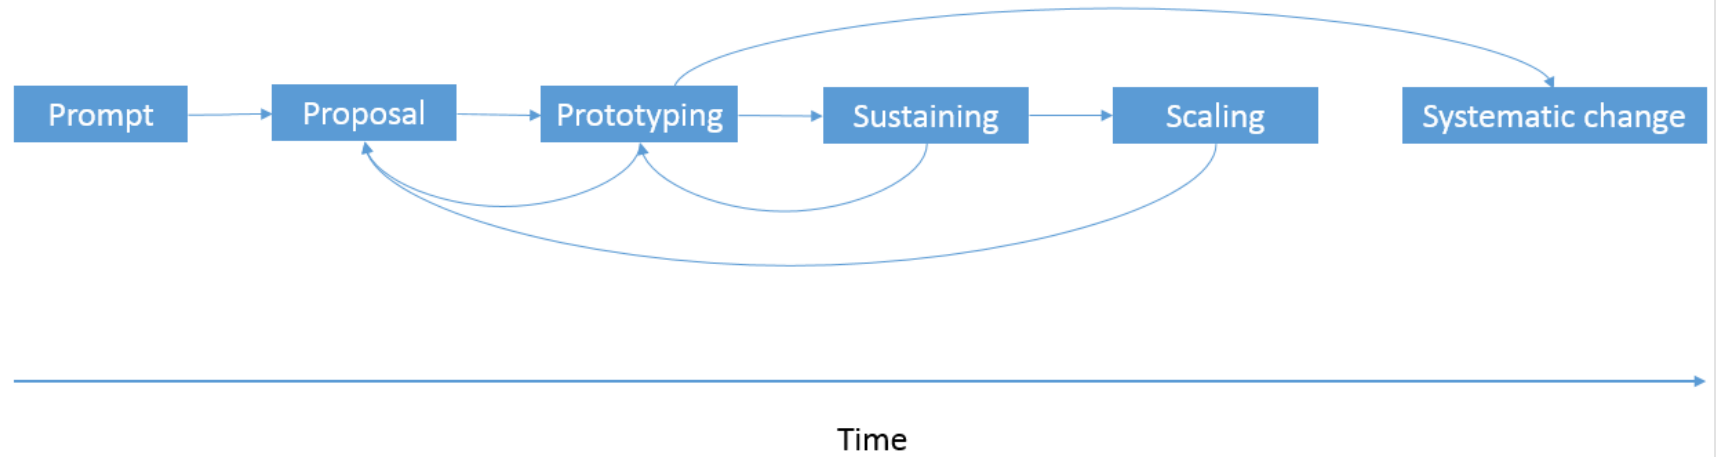 Prompt
Proposal
Prototyping
Sustaining
Scaling
Systematic change
Time